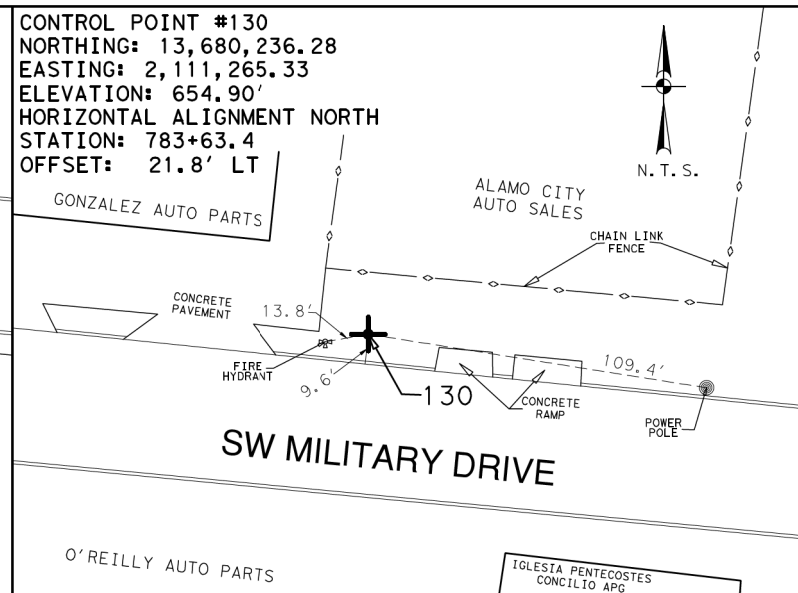 CONTROL POINT #130
NORTHING: 13,680,236.28
EASTING: 2,111,265.33
ELEVATION: 654.90'
HORIZONTAL ALIGNMENT NORTH
STATION: 783+63.4
OFFSET: 21.8' LT
N.T.S.
GONZALEZ AUTO PARTS
ALAMO CITY
AUTO SALES
CHAIN LINK
FENCE
CONCRETE
PAVEMENT
13.8'
FIRE
HYDRANT
9.6'
130
109.4'
CONCRETE
RAMP
POWER
POLE
SW MILITARY DRIVE
O'REILLY AUTO PARTS
IGLESIA PENTECOSTES
CONCILIO APG